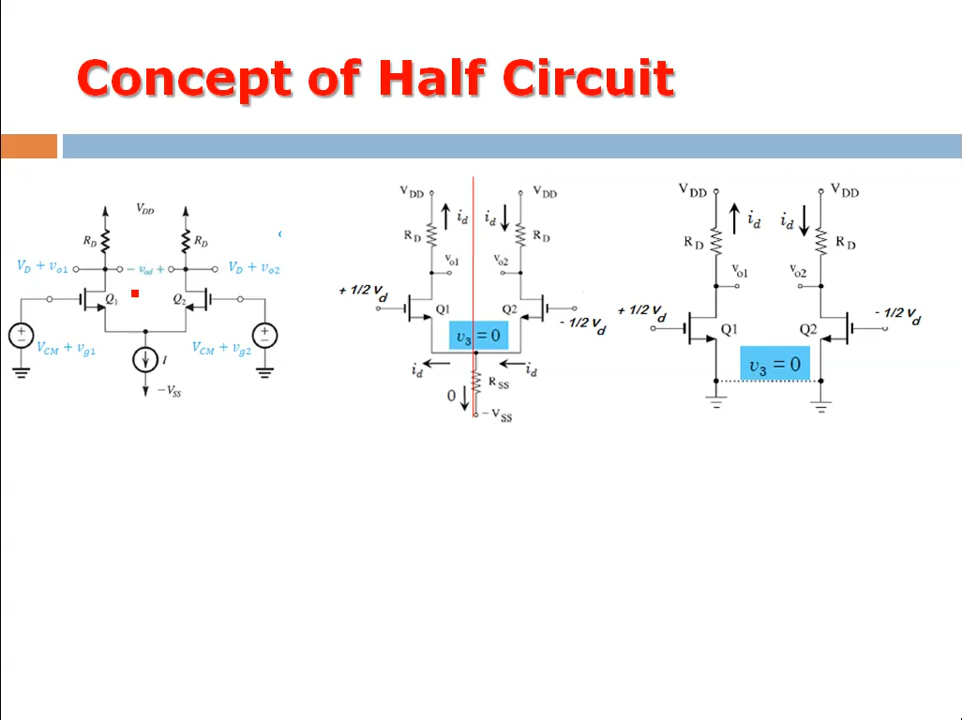 Concept of Half Circuit
V_DD
R_D R_D
V_D + v_o1 − v_od + V_D + v_o2
Q_1 Q_2
V_CM + v_g1 V_CM + v_g2
I
−V_SS
V_DD V_DD
i_d i_d
R_D R_D
v_o1 v_o2
+ 1/2 v_d
Q1 Q2
- 1/2 v_d
v_3 = 0
i_d i_d
R_SS
0
−V_SS
V_DD V_DD
i_d i_d
R_D R_D
v_o1 v_o2
+ 1/2 v_d - 1/2 v_d
Q1 Q2
v_3 = 0